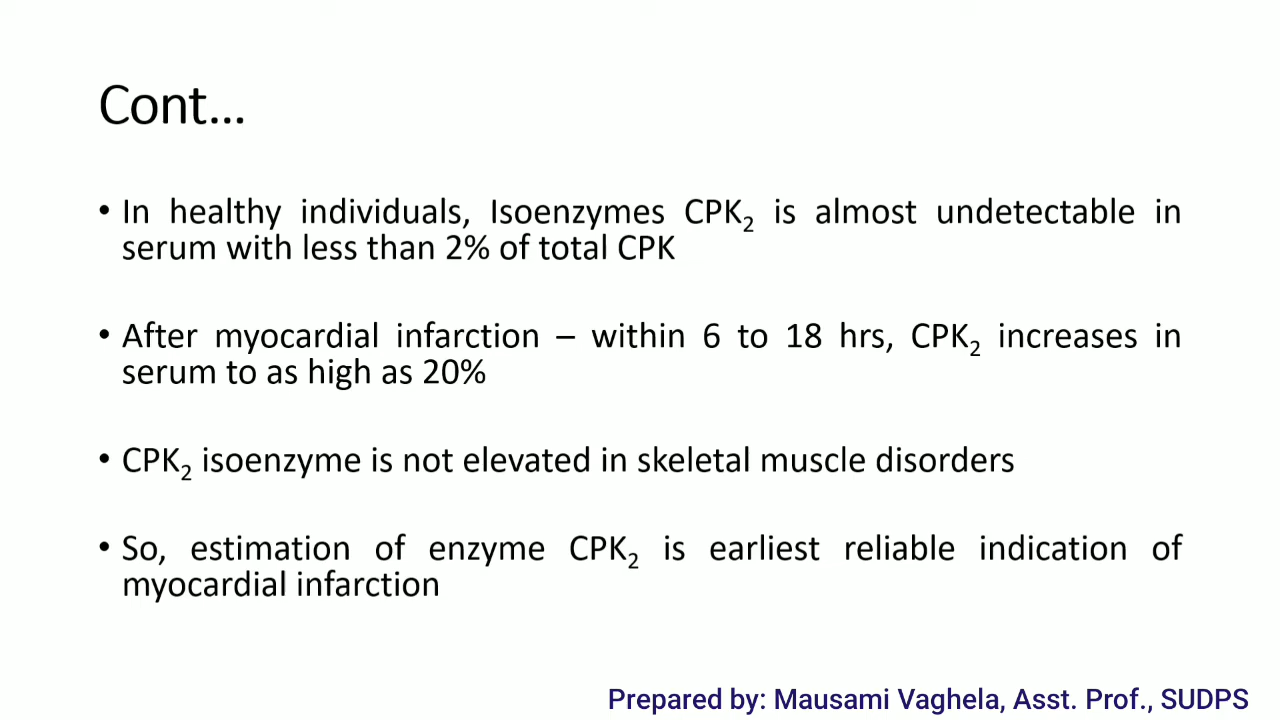 Cont...
• In healthy individuals, Isoenzymes CPK₂ is almost undetectable in
serum with less than 2% of total CPK
• After myocardial infarction – within 6 to 18 hrs, CPK₂ increases in
serum to as high as 20%
• CPK₂ isoenzyme is not elevated in skeletal muscle disorders
• So, estimation of enzyme CPK₂ is earliest reliable indication of
myocardial infarction
Prepared by: Mausami Vaghela, Asst. Prof., SUDPS